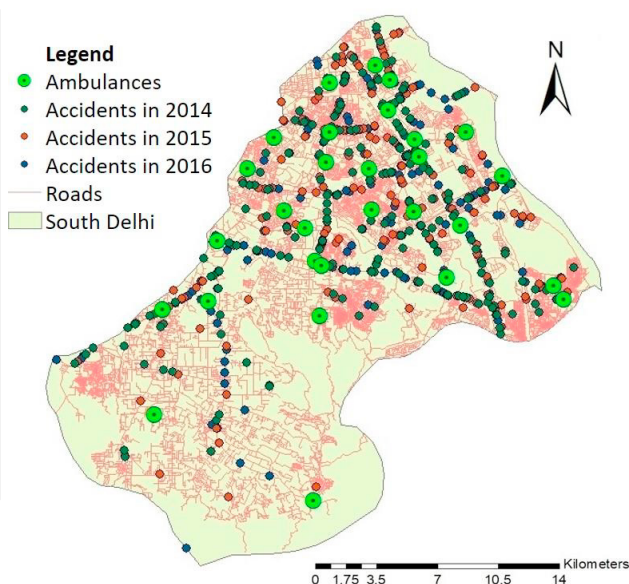 Legend
Ambulances
Accidents in 2014
Accidents in 2015
Accidents in 2016
Roads
South Delhi
N
Kilometers
0 1.75 3.5 7 10.5 14